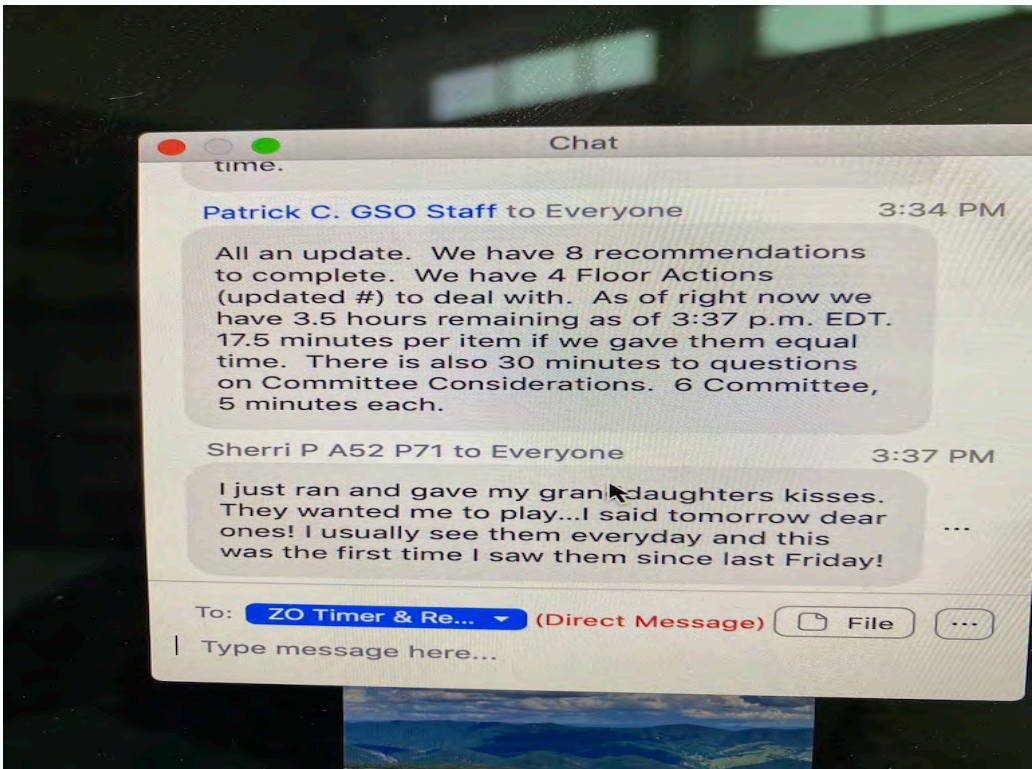 Chat
time.
Patrick C. GSO Staff to Everyone 3:34 PM
All an update. We have 8 recommendations
to complete. We have 4 Floor Actions
(updated #) to deal with. As of right now we
have 3.5 hours remaining as of 3:37 p.m. EDT.
17.5 minutes per item if we gave them equal
time. There is also 30 minutes to questions
on Committee Considerations. 6 Committee,
5 minutes each.
Sherri P A52 P71 to Everyone 3:37 PM
I just ran and gave my granddaughters kisses.
They wanted me to play...I said tomorrow dear
ones! I usually see them everyday and this
was the first time I saw them since last Friday!
...
To: ZO Timer & Re... (Direct Message) File ...
Type message here...